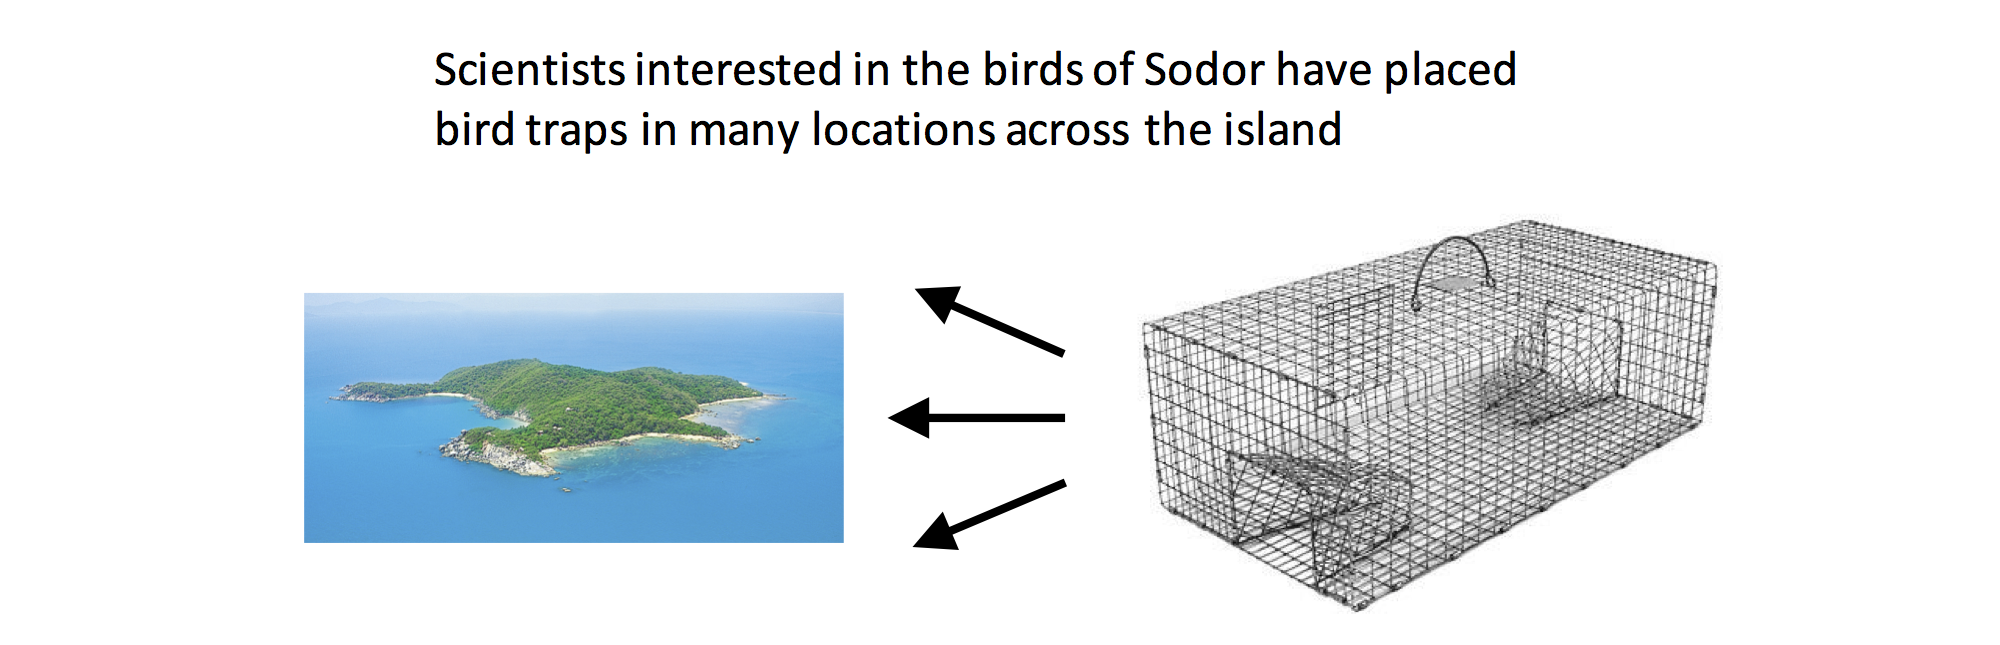 Scientists interested in the birds of Sodor have placed
bird traps in many locations across the island